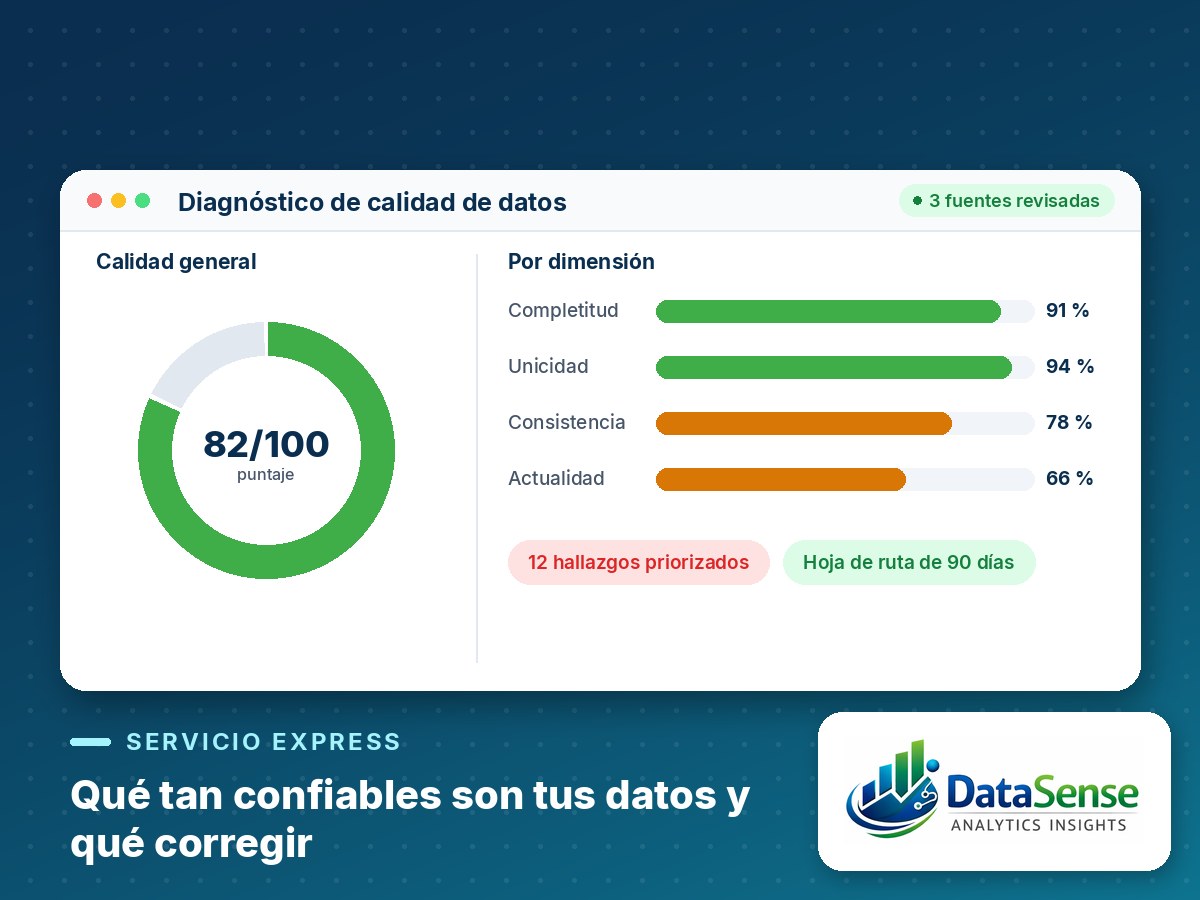 Diagnóstico de calidad de datos
3 fuentes revisadas
Calidad general
82/100
puntaje
Por dimensión
Completitud 91 %
Unicidad 94 %
Consistencia 78 %
Actualidad 66 %
12 hallazgos priorizados
Hoja de ruta de 90 días
SERVICIO EXPRESS
Qué tan confiables son tus datos y
qué corregir
DataSense
ANALYTICS INSIGHTS